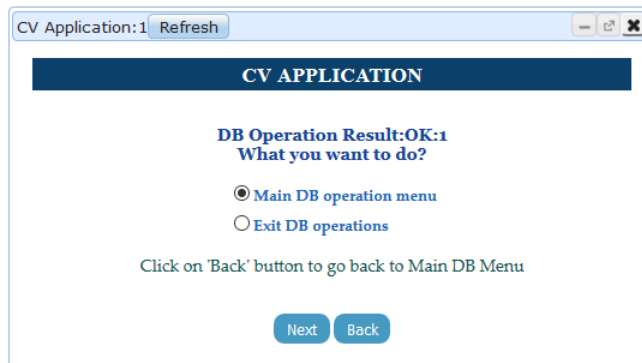 CV Application:1 Refresh
CV APPLICATION
DB Operation Result:OK:1
What you want to do?
Main DB operation menu
Exit DB operations
Click on 'Back' button to go back to Main DB Menu
Next Back